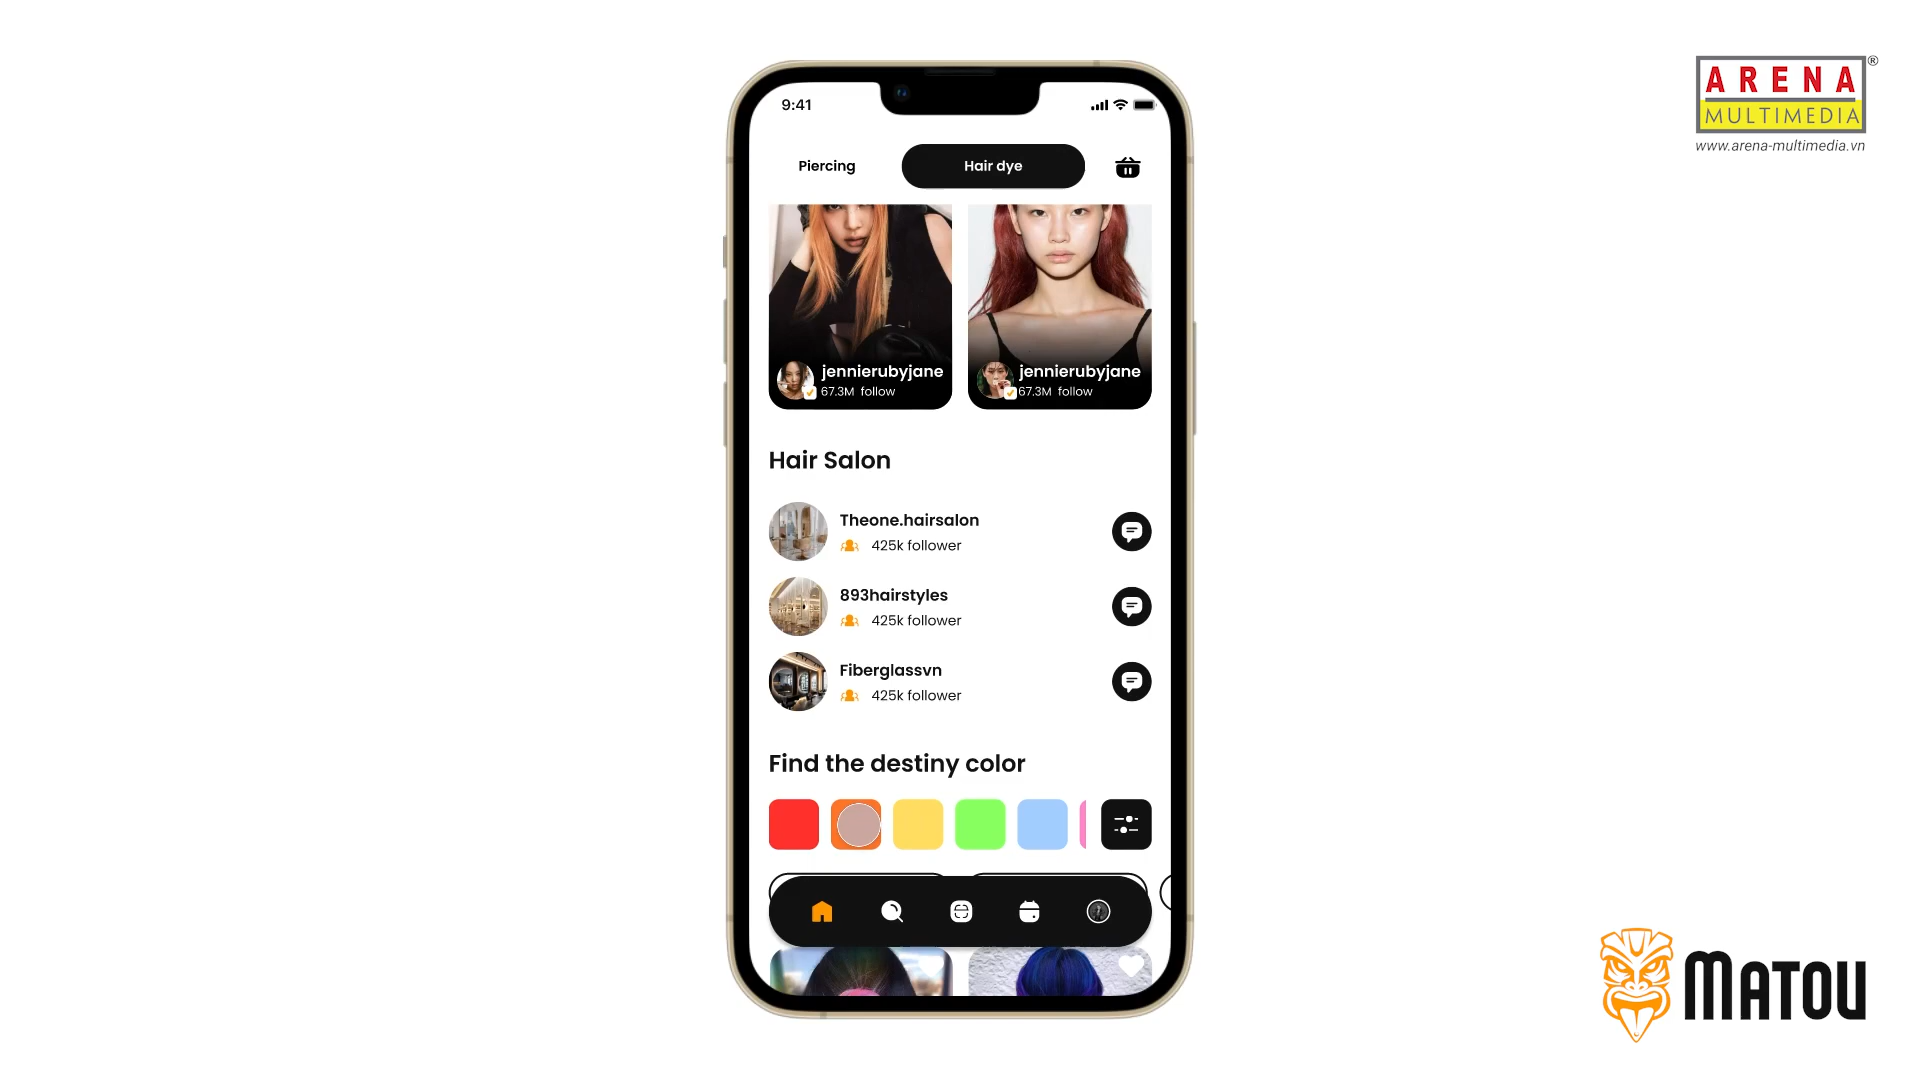 ARENA ®
MULTIMEDIA
www.arena-multimedia.vn
9:41
Piercing
Hair dye
jennierubyjane
67.3M follow
jennierubyjane
67.3M follow
Hair Salon
Theone.hairsalon
425k follower
893hairstyles
425k follower
Fiberglassvn
425k follower
Find the destiny color
MATOU